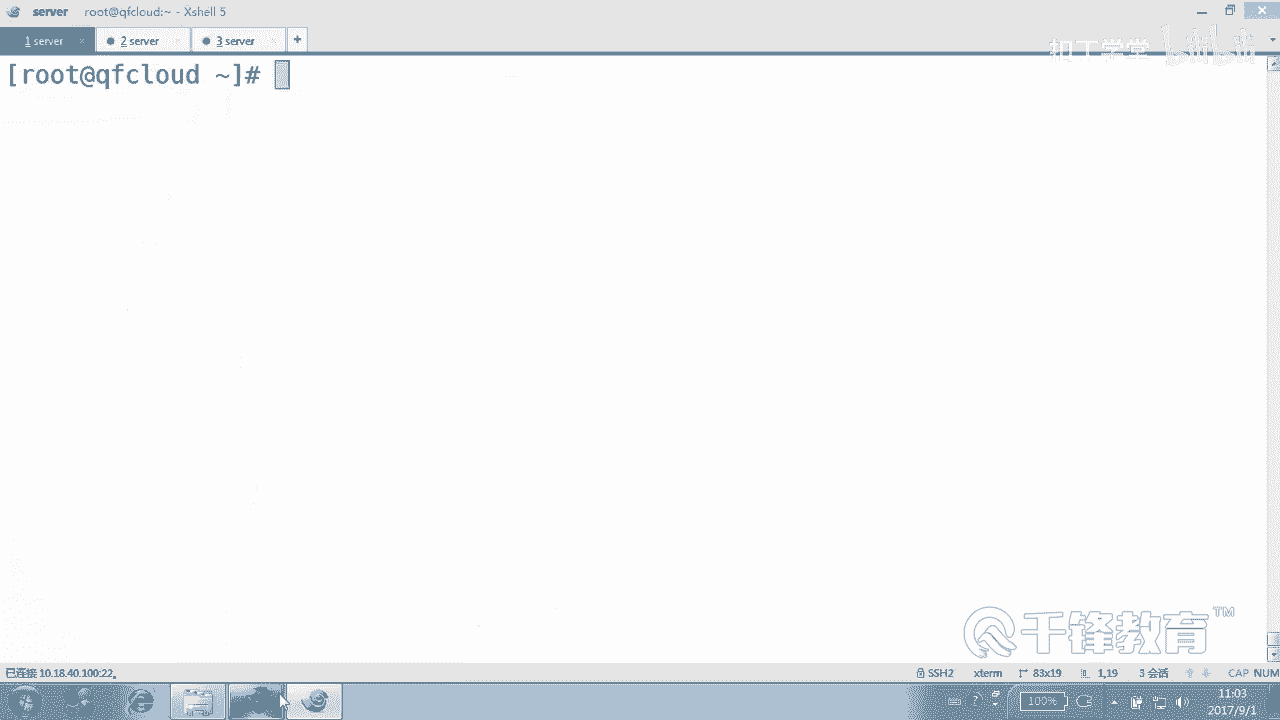 server root@qfcloud:~ - Xshell 5
1 server 2 server 3 server +
扣丁学堂 bilibili
[root@qfcloud ~]#
千锋教育™
已连接 10.18.40.100:22。 SSH2 xterm 83x19 1,19 3 会话 CAP NUM
100% 11:03
2017/9/1